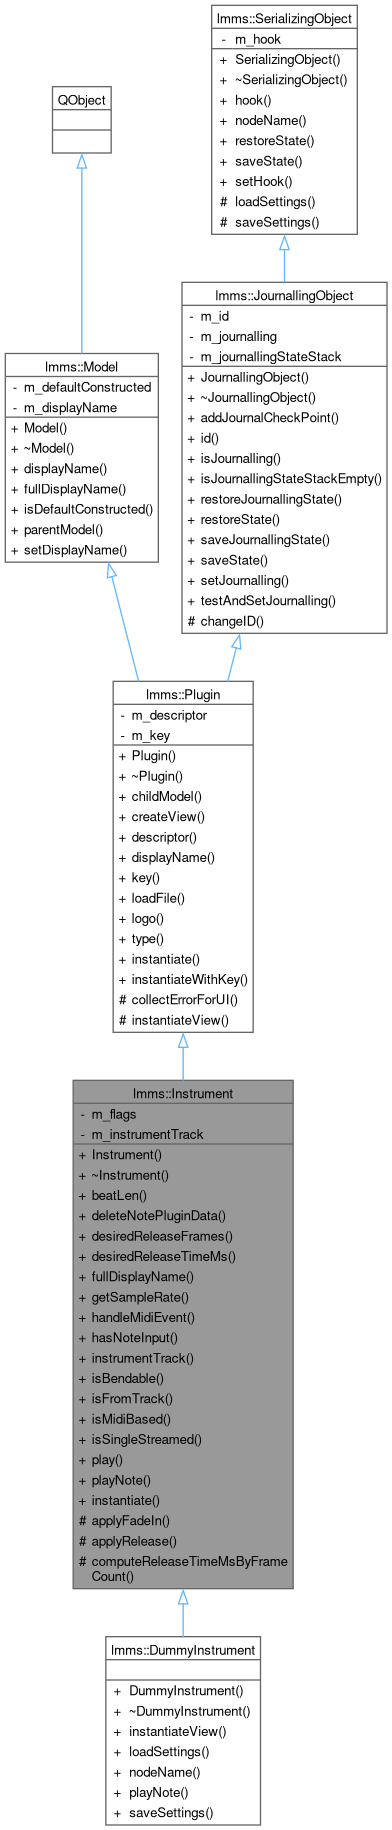 lmms::SerializingObject
- m_hook
+ SerializingObject()
+ ~SerializingObject()
+ hook()
+ nodeName()
+ restoreState()
+ saveState()
+ setHook()
# loadSettings()
# saveSettings()
QObject
lmms::JournallingObject
- m_id
- m_journalling
- m_journallingStateStack
+ JournallingObject()
+ ~JournallingObject()
+ addJournalCheckPoint()
+ id()
+ isJournalling()
+ isJournallingStateStackEmpty()
+ restoreJournallingState()
+ restoreState()
+ saveJournallingState()
+ saveState()
+ setJournalling()
+ testAndSetJournalling()
# changeID()
lmms::Model
- m_defaultConstructed
- m_displayName
+ Model()
+ ~Model()
+ displayName()
+ fullDisplayName()
+ isDefaultConstructed()
+ parentModel()
+ setDisplayName()
lmms::Plugin
- m_descriptor
- m_key
+ Plugin()
+ ~Plugin()
+ childModel()
+ createView()
+ descriptor()
+ displayName()
+ key()
+ loadFile()
+ logo()
+ type()
+ instantiate()
+ instantiateWithKey()
# collectErrorForUI()
# instantiateView()
lmms::Instrument
- m_flags
- m_instrumentTrack
+ Instrument()
+ ~Instrument()
+ beatLen()
+ deleteNotePluginData()
+ desiredReleaseFrames()
+ desiredReleaseTimeMs()
+ fullDisplayName()
+ getSampleRate()
+ handleMidiEvent()
+ hasNoteInput()
+ instrumentTrack()
+ isBendable()
+ isFromTrack()
+ isMidiBased()
+ isSingleStreamed()
+ play()
+ playNote()
+ instantiate()
# applyFadeIn()
# applyRelease()
# computeReleaseTimeMsByFrame
Count()
lmms::DummyInstrument
+ DummyInstrument()
+ ~DummyInstrument()
+ instantiateView()
+ loadSettings()
+ nodeName()
+ playNote()
+ saveSettings()